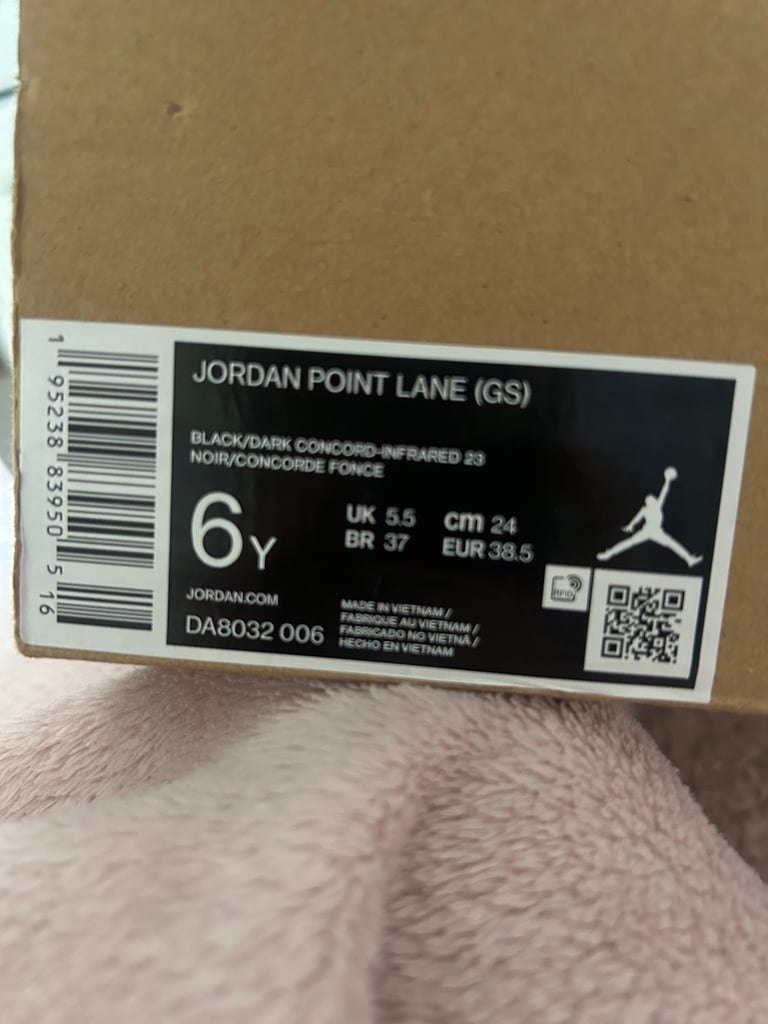 1 95238 83950 5 16
JORDAN POINT LANE (GS)
BLACK/DARK CONCORD-INFRARED 23
NOIR/CONCORDE FONCE
6Y
UK 5.5 cm 24
BR 37 EUR 38.5
JORDAN.COM
DA8032 006
MADE IN VIETNAM /
FABRIQUE AU VIETNAM /
FABRICADO NO VIETNÃ /
HECHO EN VIETNAM
RFID